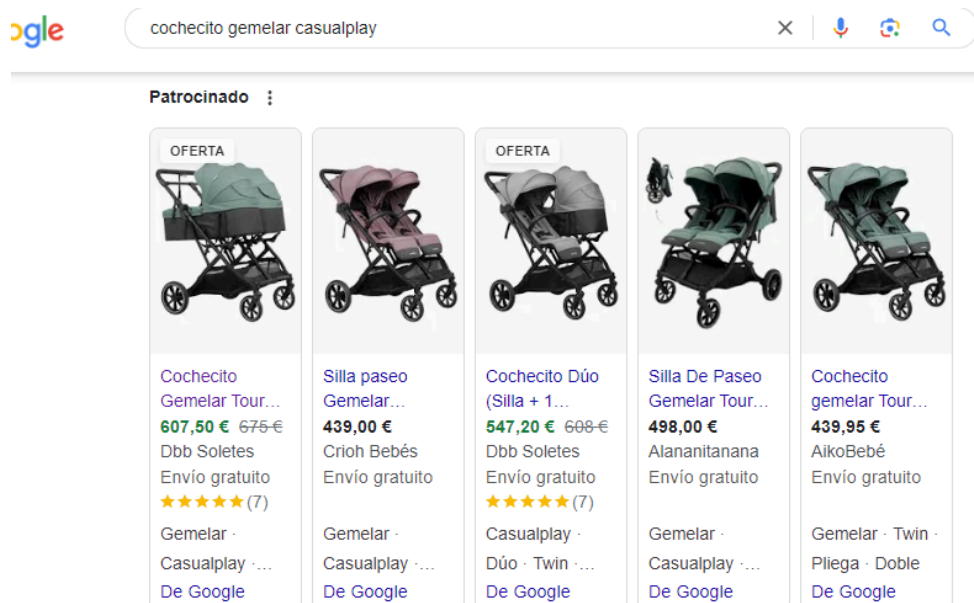 ogle
cochecito gemelar casualplay
Patrocinado
OFERTA
Cochecito
Gemelar Tour...
607,50 € 675 €
Dbb Soletes
Envío gratuito
(7)
Gemelar ·
Casualplay ·...
De Google
Silla paseo
Gemelar...
439,00 €
Crioh Bebés
Envío gratuito
Gemelar ·
Casualplay ·...
De Google
OFERTA
Cochecito Dúo
(Silla + 1...
547,20 € 608 €
Dbb Soletes
Envío gratuito
(7)
Casualplay ·
Dúo · Twin ·...
De Google
Silla De Paseo
Gemelar Tour...
498,00 €
Alananitanana
Envío gratuito
Gemelar ·
Casualplay ·...
De Google
Cochecito
gemelar Tour...
439,95 €
AikoBebé
Envío gratuito
Gemelar · Twin ·
Pliega · Doble
De Google